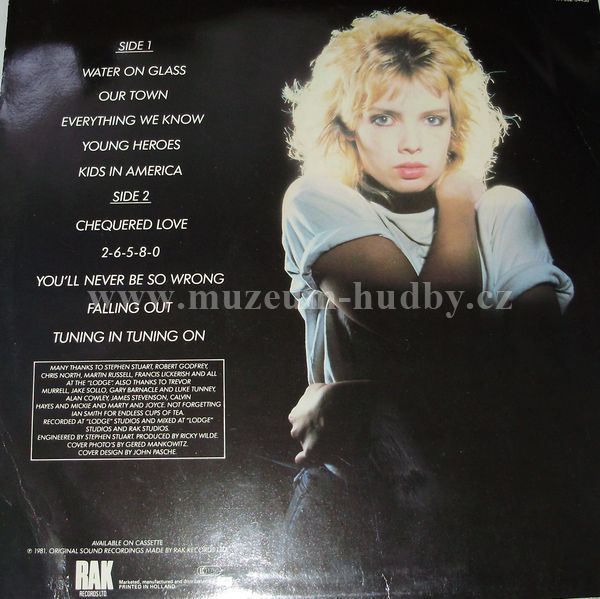 SIDE 1
WATER ON GLASS
OUR TOWN
EVERYTHING WE KNOW
YOUNG HEROES
KIDS IN AMERICA
SIDE 2
CHEQUERED LOVE
2-6-5-8-0
YOU'LL NEVER BE SO WRONG
FALLING OUT
TUNING IN TUNING ON
www.muzeum-hudby.cz
MANY THANKS TO STEPHEN STUART, ROBERT GODFREY,
CHRIS NORTH, MARTIN RUSSELL, FRANCIS LICKERISH AND ALL
AT THE "LODGE". ALSO THANKS TO TREVOR
MURRELL, JAKE SOLLO, GARY BARNACLE AND LUKE TUNNEY,
ALAN COWLEY, JAMES STEVENSON, CALVIN
HAYES AND MICKIE AND MARTY AND JOYCE. NOT FORGETTING
IAN SMITH FOR ENDLESS CUPS OF TEA.
RECORDED AT "LODGE" STUDIOS AND MIXED AT "LODGE"
STUDIOS AND RAK STUDIOS.
ENGINEERED BY STEPHEN STUART. PRODUCED BY RICKY WILDE.
COVER PHOTO'S BY GERED MANKOWITZ.
COVER DESIGN BY JOHN PASCHE.
AVAILABLE ON CASSETTE
℗ 1981. ORIGINAL SOUND RECORDINGS MADE BY RAK RECORDS LTD.
RAK
RECORDS LTD.
Marketed, manufactured and
PRINTED IN HOLLAND